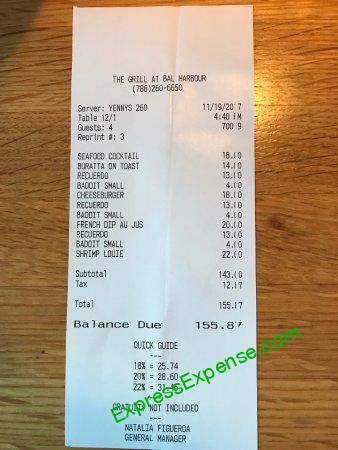 THE GRILL AT BAL HARBOUR
(786)260-6650
Server: YENNYS 260 11/19/2017
Table 12/1 4:40 PM
Guests: 4
Reprint #: 3
SEAFOOD COCKTAIL 18.00
BURATTA ON TOAST 14.00
RECUERDO 13.00
BADOIT SMALL 4.00
CHEESEBURGER 18.00
RECUERDO 13.00
BADOIT SMALL 4.00
FRENCH DIP AU JUS 20.00
RECUERDO 13.00
BADOIT SMALL 4.00
SHRIMP LOUIE 22.00
Subtotal 143.00
Tax 12.87
Total 155.87
Balance Due 155.87
QUICK GUIDE
---
18% = 25.74
20% = 28.60
22% = 31.46
---
GRATUITY NOT INCLUDED
---
NATALIA FIGUEROA
GENERAL MANAGER
ExpressExpense.com